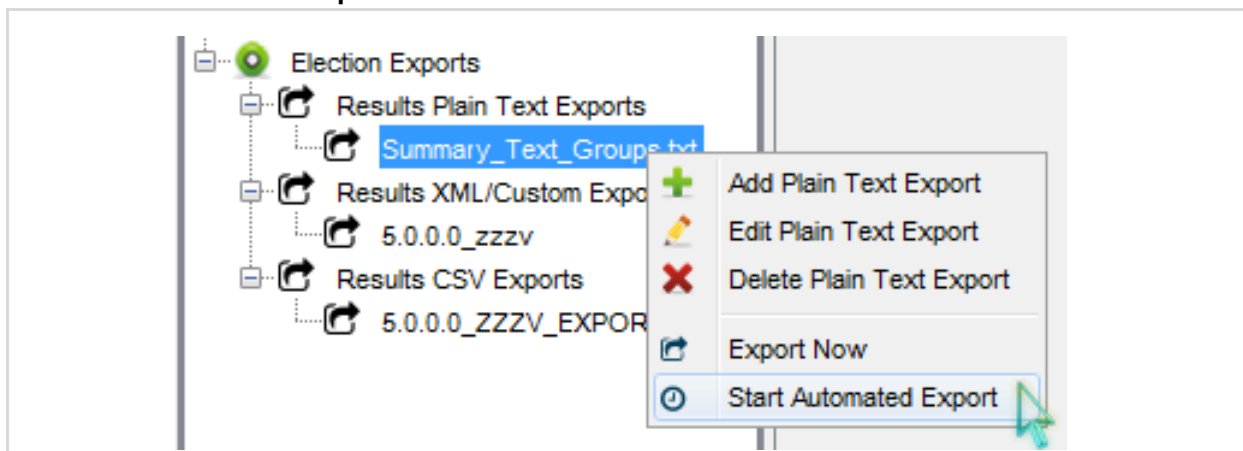 Election Exports
Results Plain Text Exports
Summary_Text_Groups.txt
Add Plain Text Export
Results XML/Custom Expo
Edit Plain Text Export
5.0.0.0_zzzv
Results CSV Exports
Delete Plain Text Export
5.0.0.0_ZZZV_EXPOR
Export Now
Start Automated Export